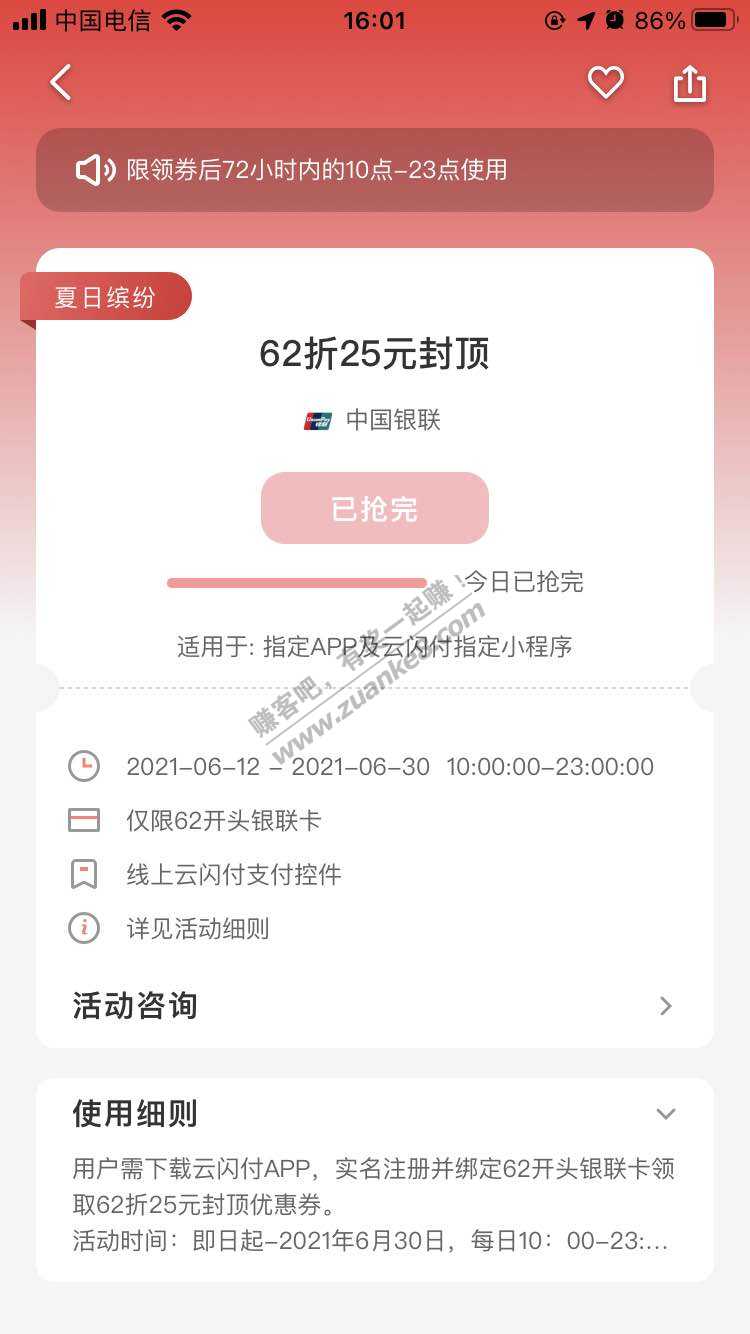 中国电信 16:01 86%
限领券后72小时内的10点-23点使用
夏日缤纷
62折25元封顶
中国银联
已抢完
今日已抢完
适用于: 指定APP及云闪付指定小程序
赚客吧，有奖一起赚！
www.zuanke8.com
2021-06-12 - 2021-06-30 10:00:00-23:00:00
仅限62开头银联卡
线上云闪付支付控件
详见活动细则
活动咨询
使用细则
用户需下载云闪付APP，实名注册并绑定62开头银联卡领
取62折25元封顶优惠券。
活动时间：即日起-2021年6月30日，每日10：00-23:...